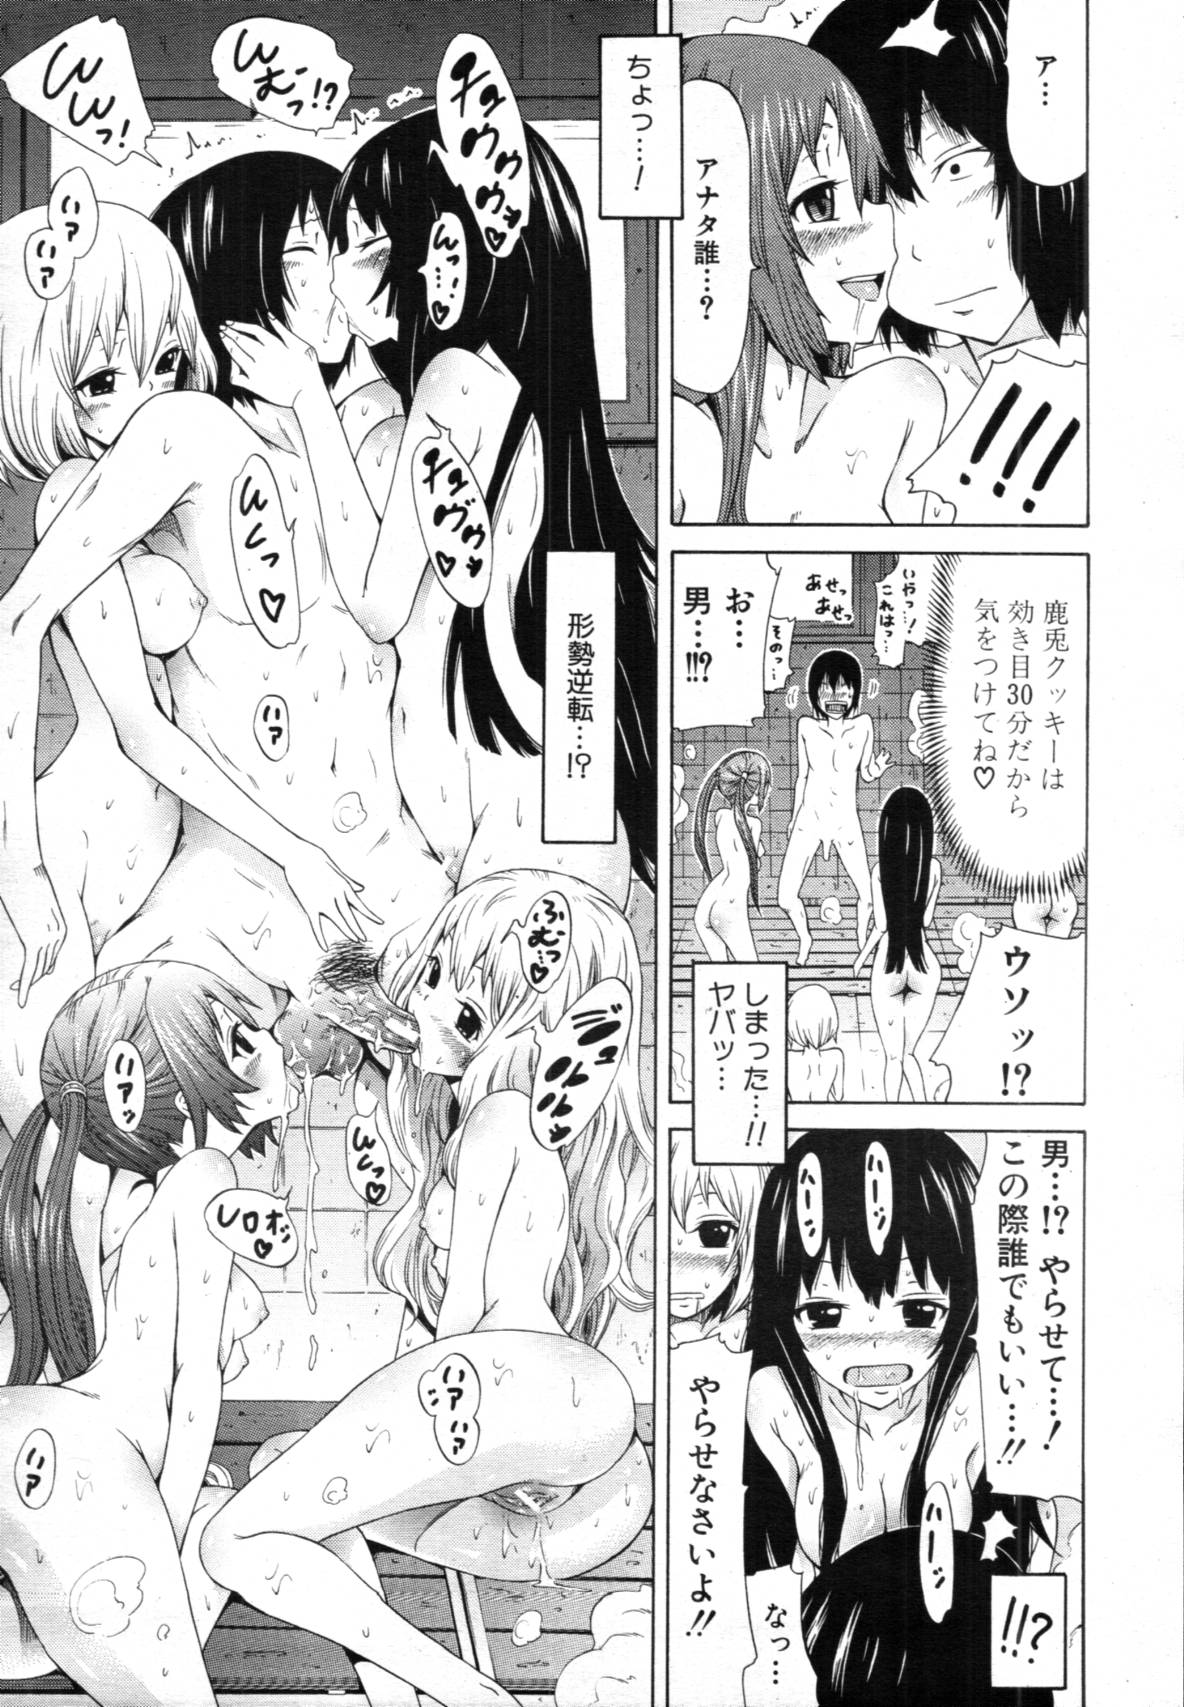 ア…
アナタ誰…?
!!!
鹿兎クッキーは
効き目30分だから
気をつけてね♡
いやっ…!
これはっ…
あせっ
あせっ
そのっ…
お…
男…!!?
ウソッ!?
しまった…!!
ヤバッ…
男…!? やらせて…!
この際誰でもいい…!!
ハーッ
ハーッ
やらせなさいよ!!
ハーッ
!!?
なっ…
ちょっ…!
チュウゥゥ♡
んっ…♡
んむっ!?
んんっ!
ハァ
ハァ
チュヴゥ♡
んくっ♡
形勢逆転…!?
ハァ
ふむっ…♡
ジュルル♡
ハァッ
んくっ♡
レロボッ♡
ハァ
ハァ
ハァ